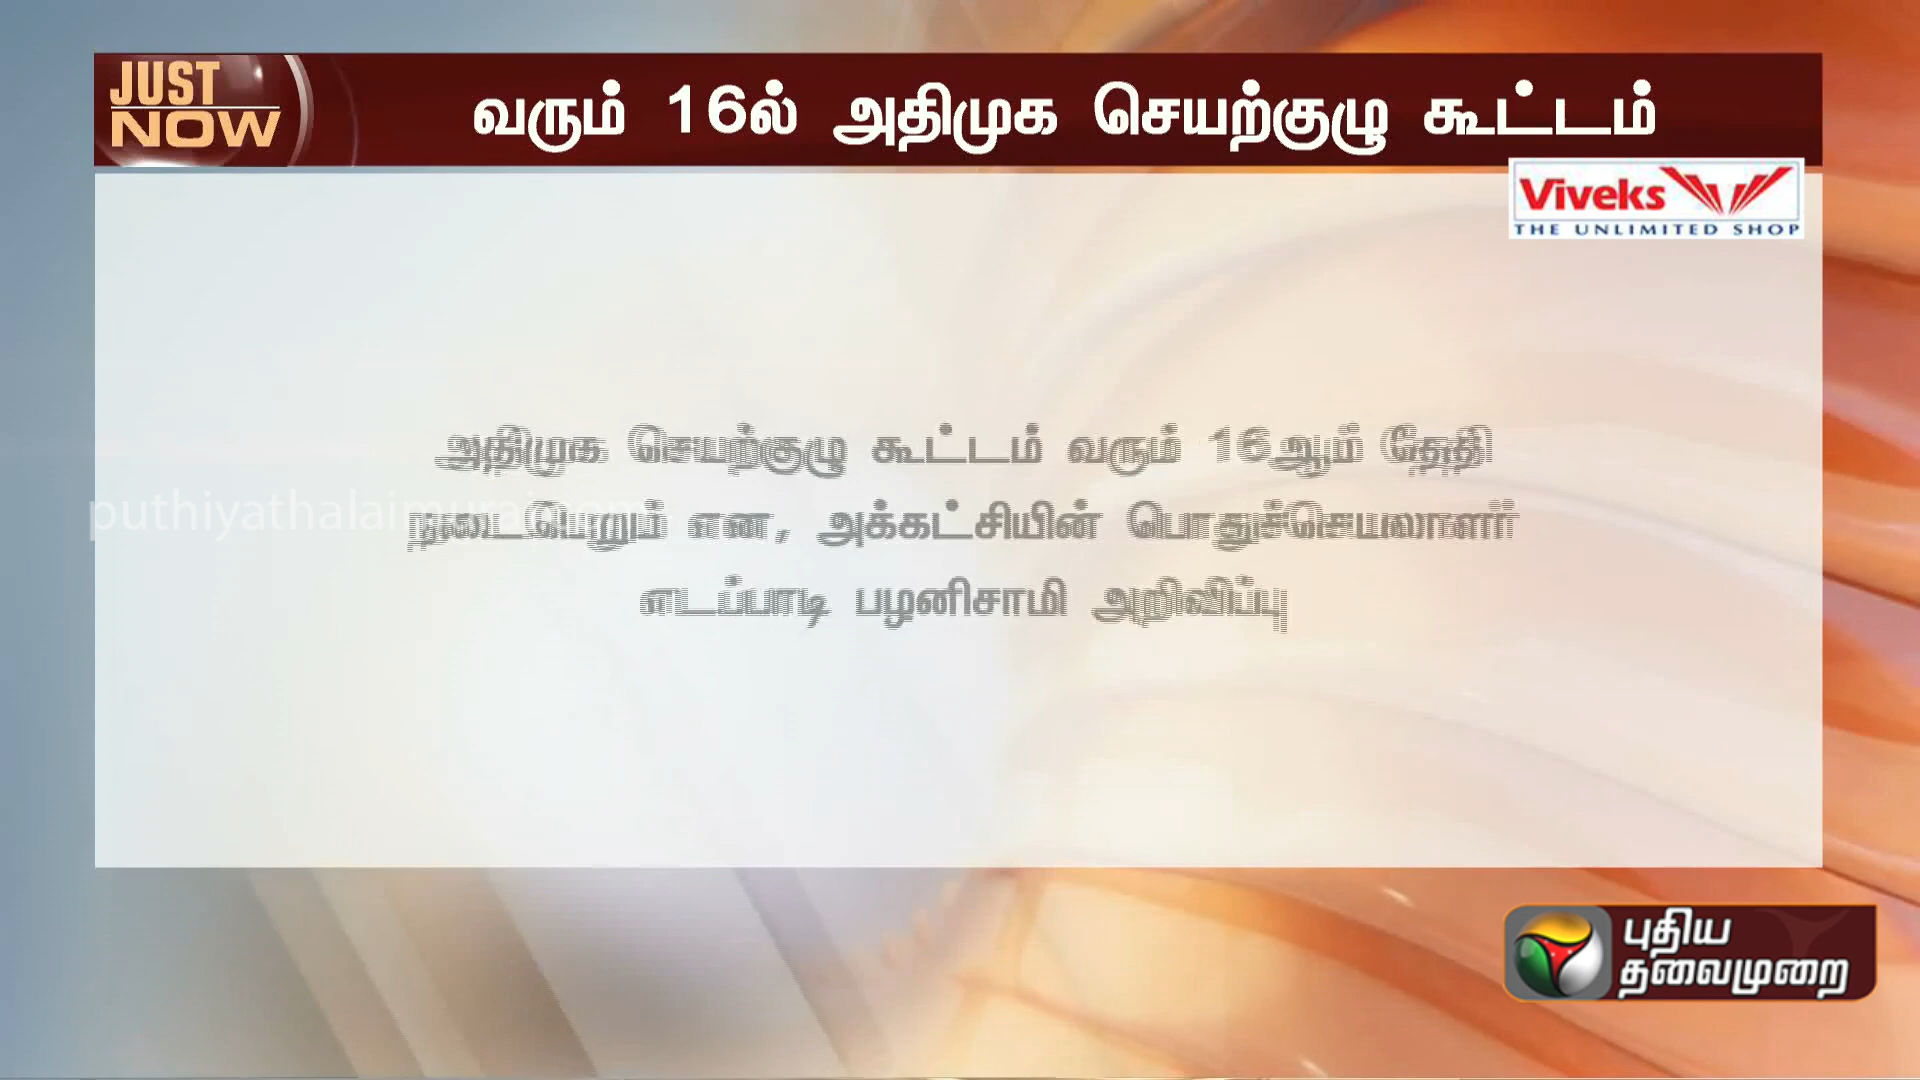 JUST
NOW
வரும் 16ல் அதிமுக செயற்குழு கூட்டம்
Viveks
THE UNLIMITED SHOP
அதிமுக செயற்குழு கூட்டம் வரும் 16ஆம் தேதி
puthiyathalaimurai.com
நடைபெறும் என, அக்கட்சியின் பொதுச்செயலாளர்
எடப்பாடி பழனிசாமி அறிவிப்பு
புதிய
தலைமுறை